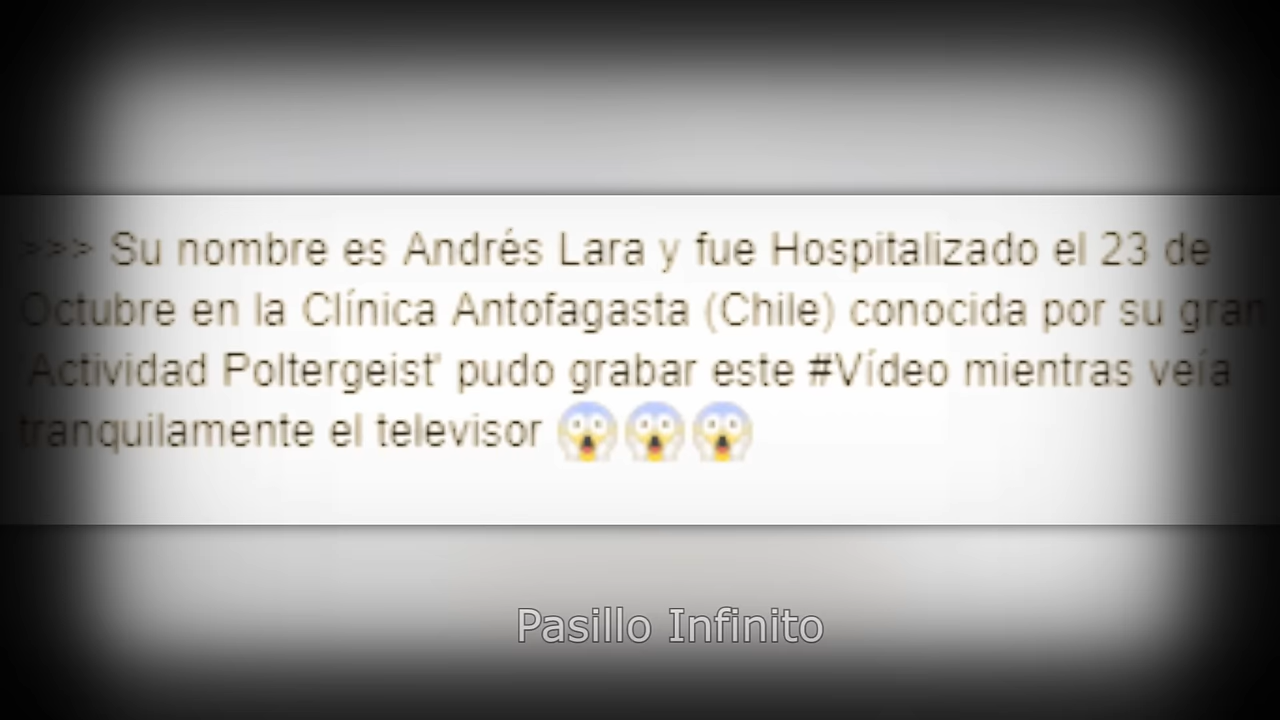 >>> Su nombre es Andrés Lara y fue Hospitalizado el 23 de
Octubre en la Clínica Antofagasta (Chile) conocida por su gran
'Actividad Poltergeist' pudo grabar este #Vídeo mientras veía
tranquilamente el televisor 😱😱😱
Pasillo Infinito